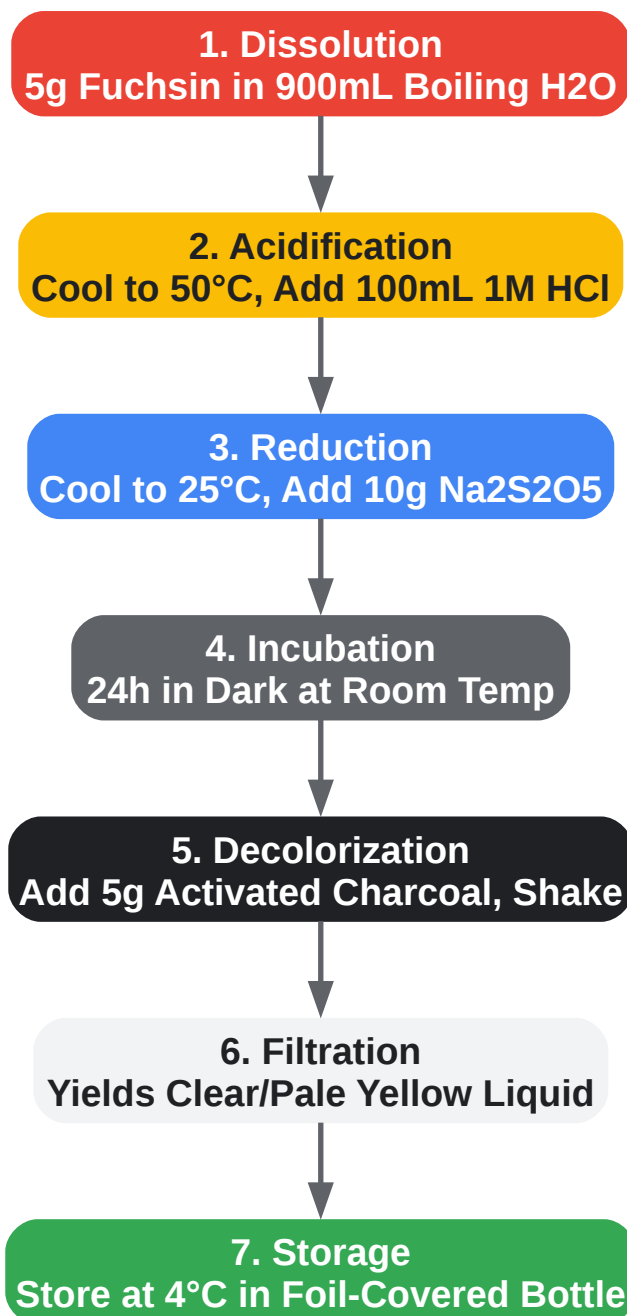 1. Dissolution
5g Fuchsin in 900mL Boiling H2O
2. Acidification
Cool to 50°C, Add 100mL 1M HCl
3. Reduction
Cool to 25°C, Add 10g Na2S2O5
4. Incubation
24h in Dark at Room Temp
5. Decolorization
Add 5g Activated Charcoal, Shake
6. Filtration
Yields Clear/Pale Yellow Liquid
7. Storage
Store at 4°C in Foil-Covered Bottle